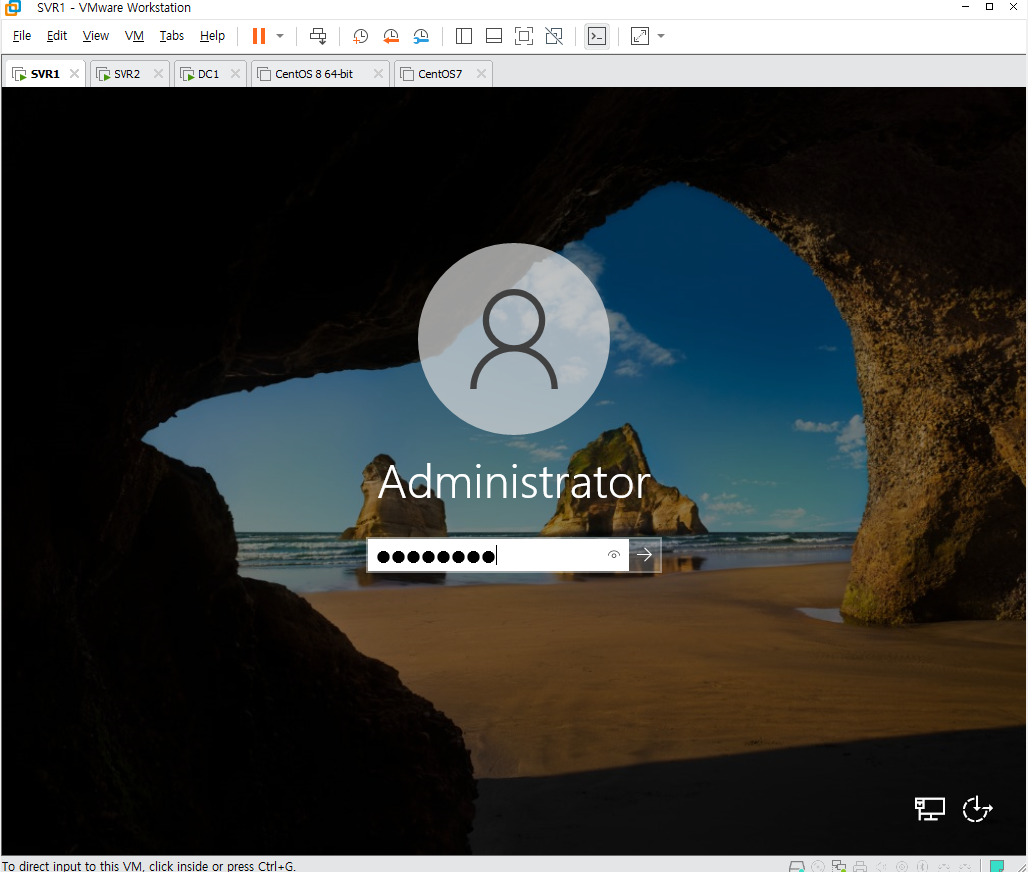 SVR1 - VMware Workstation
File Edit View VM Tabs Help
SVR1 SVR2 DC1 CentOS 8 64-bit CentOS7
Administrator
To direct input to this VM, click inside or press Ctrl+G.